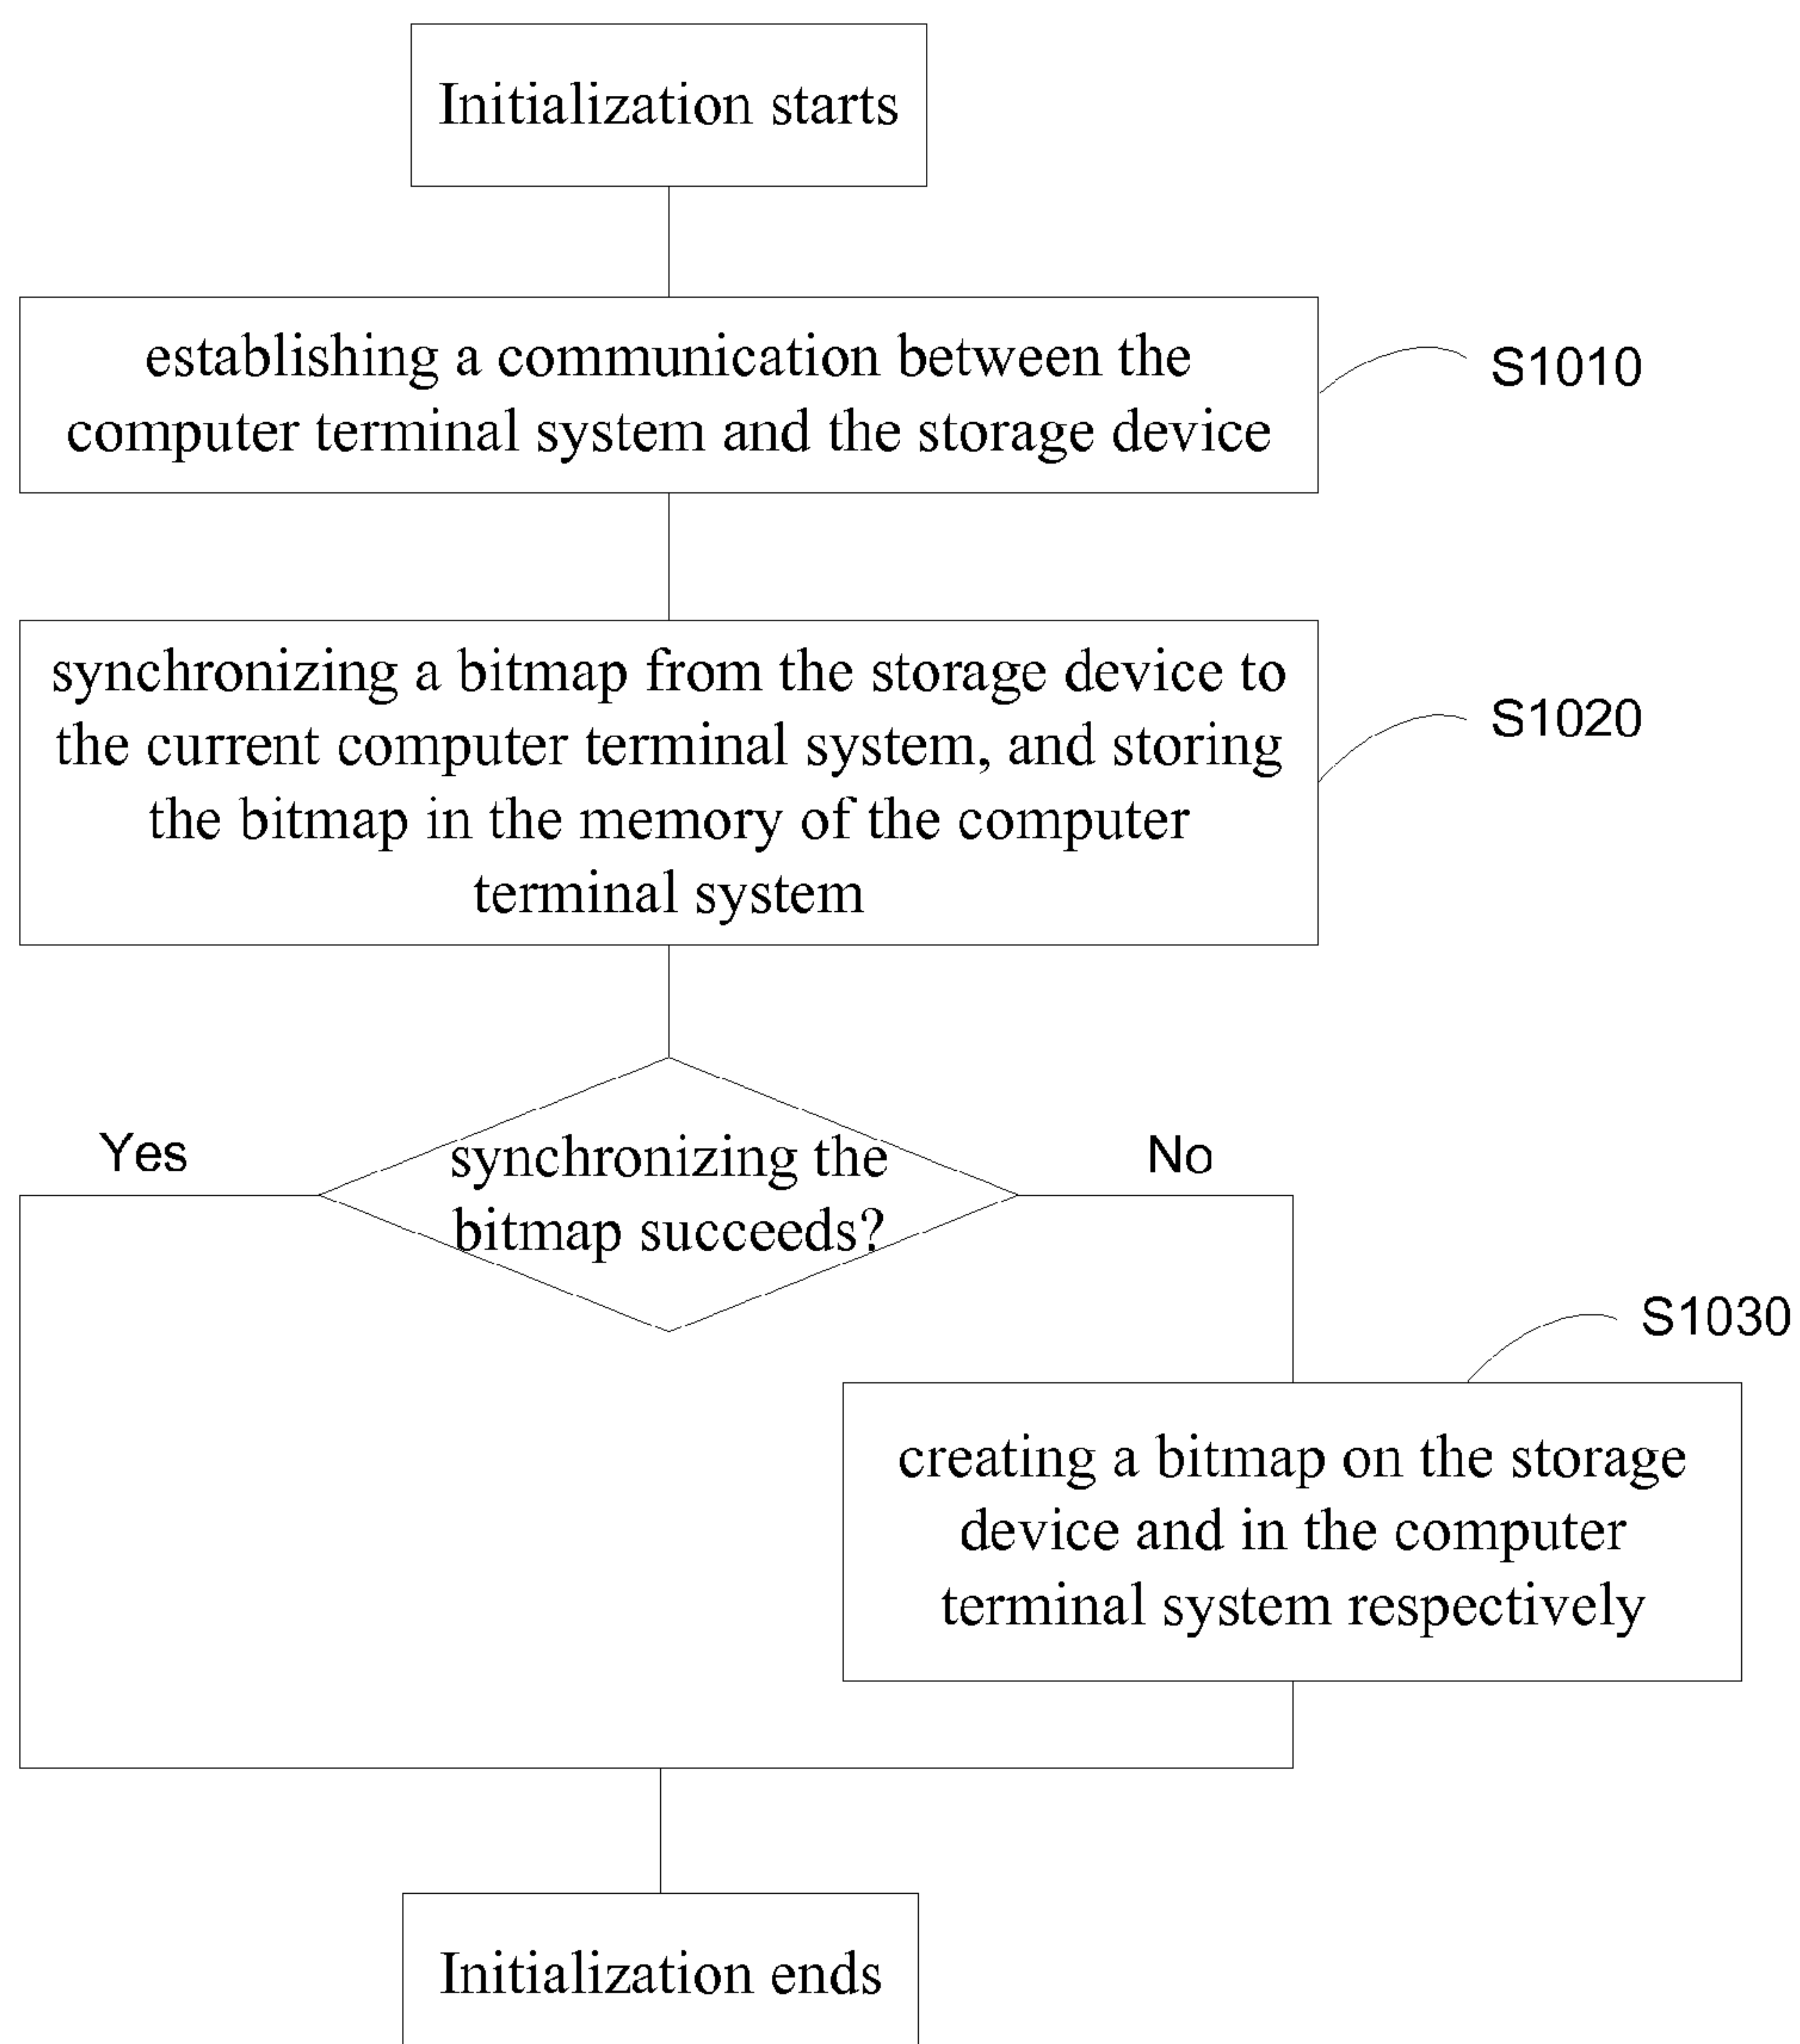 Initialization starts
establishing a communication between the
computer terminal system and the storage device
S1010
synchronizing a bitmap from the storage device to
the current computer terminal system, and storing
the bitmap in the memory of the computer
terminal system
S1020
Yes
synchronizing the
bitmap succeeds?
No
S1030
creating a bitmap on the storage
device and in the computer
terminal system respectively
Initialization ends